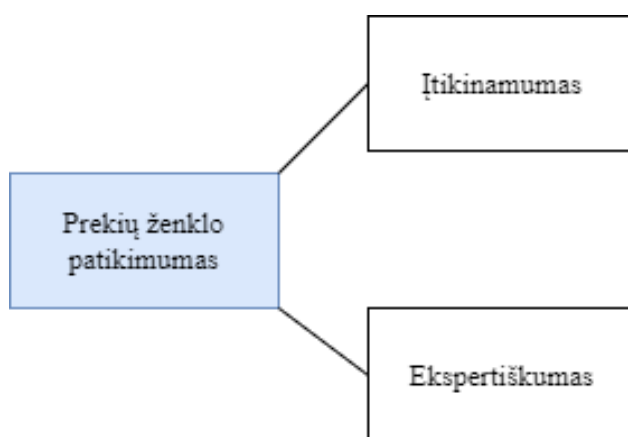 Įtikinamumas
Prekių ženklo
patikimumas
Ekspertiškumas